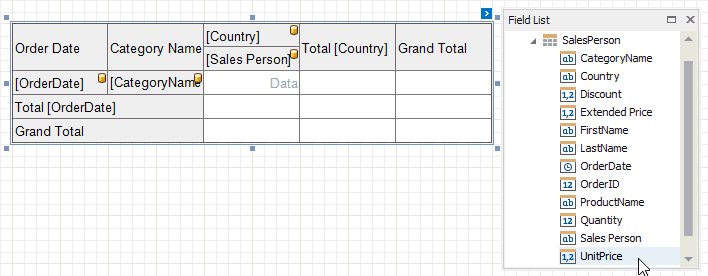 Order Date Category Name [Country] Total [Country] Grand Total
[Sales Person]
[OrderDate] [CategoryName Data
Total [OrderDate]
Grand Total
Field List
SalesPerson
ab CategoryName
ab Country
1,2 Discount
1,2 Extended Price
ab FirstName
ab LastName
OrderDate
12 OrderID
ab ProductName
12 Quantity
ab Sales Person
1,2 UnitPrice